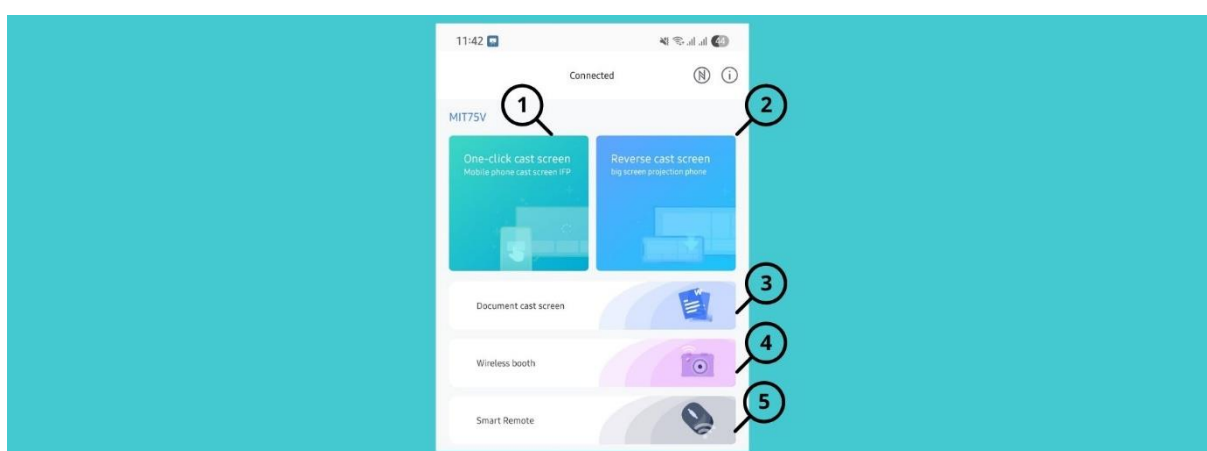 11:42
44
Connected
N
i
1
2
MIT75V
One-click cast screen
Mobile phone cast screen IFP
Reverse cast screen
big screen projection phone
3
Document cast screen
W
4
Wireless booth
5
Smart Remote